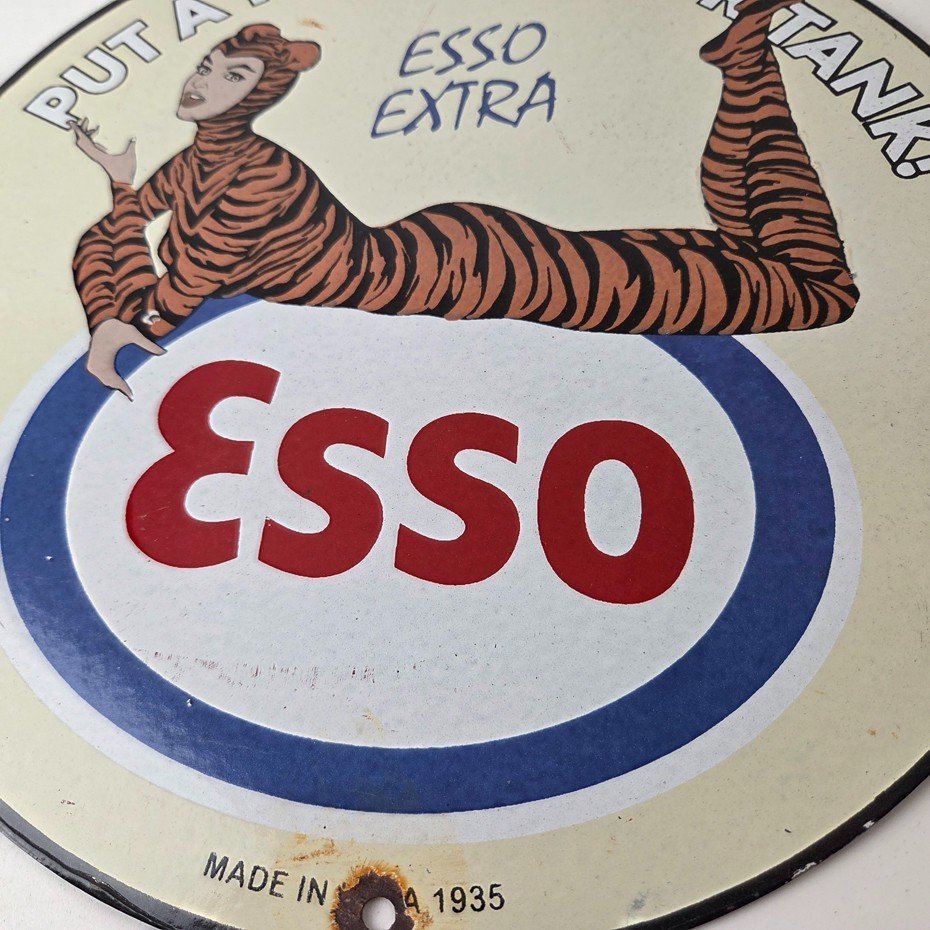 PUT A
TANK!
ESSO
EXTRA
Esso
MADE IN 1935